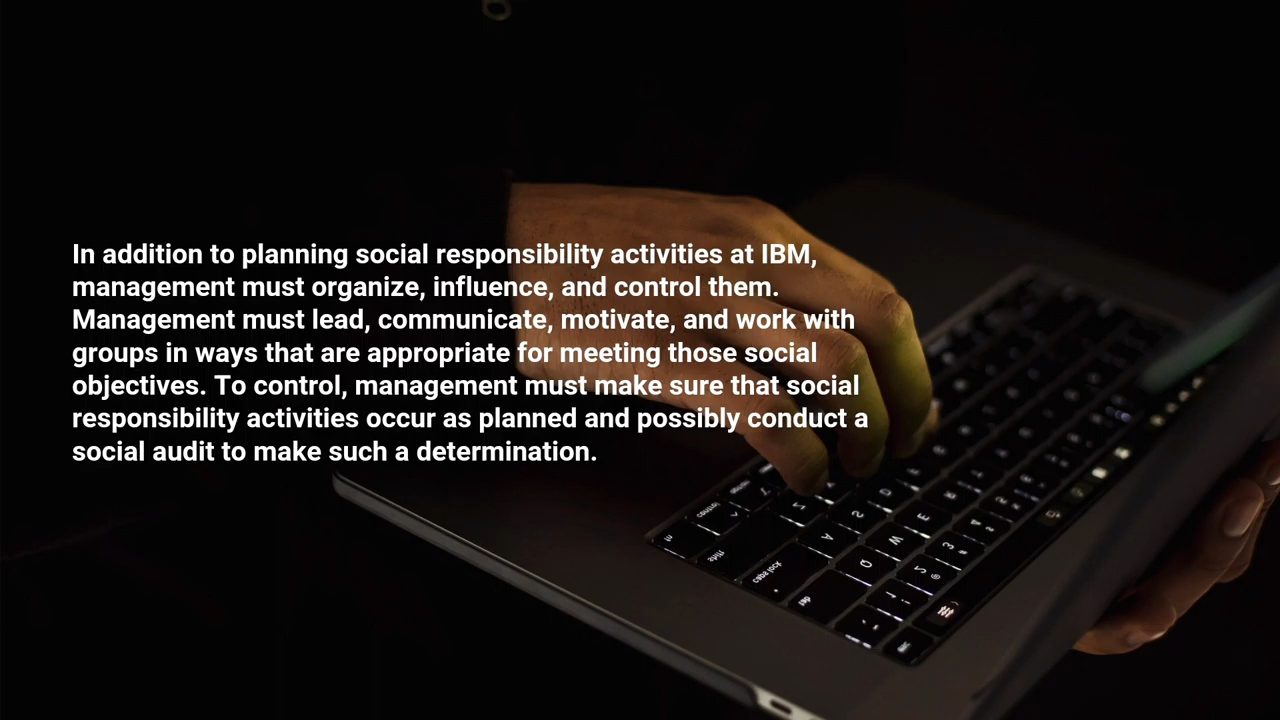 In addition to planning social responsibility activities at IBM,
management must organize, influence, and control them.
Management must lead, communicate, motivate, and work with
groups in ways that are appropriate for meeting those social
objectives. To control, management must make sure that social
responsibility activities occur as planned and possibly conduct a
social audit to make such a determination.